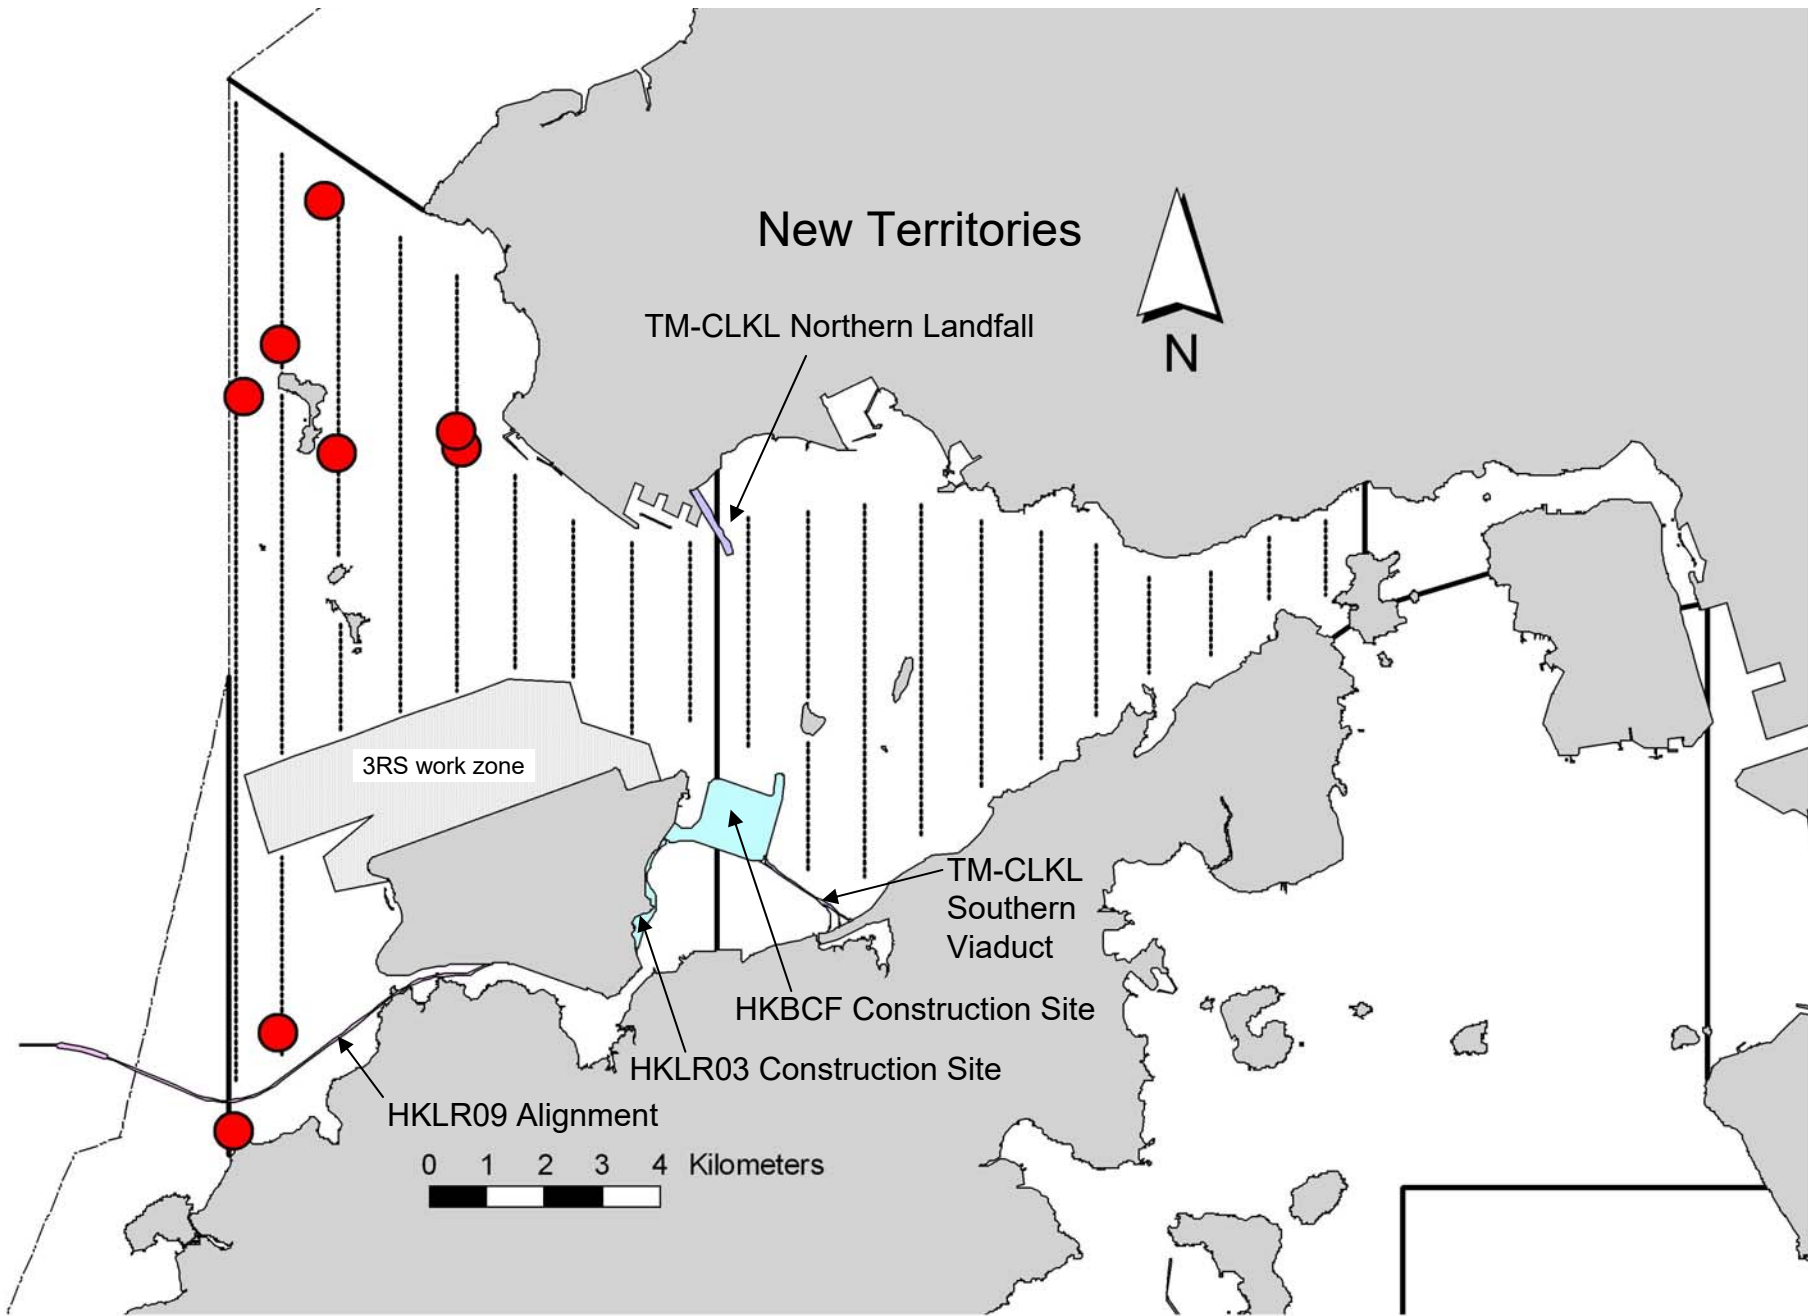 New Territories
TM-CLKL Northern Landfall
N
3RS work zone
TM-CLKL
Southern
Viaduct
HKBCF Construction Site
HKLR03 Construction Site
HKLR09 Alignment
0 1 2 3 4 Kilometers